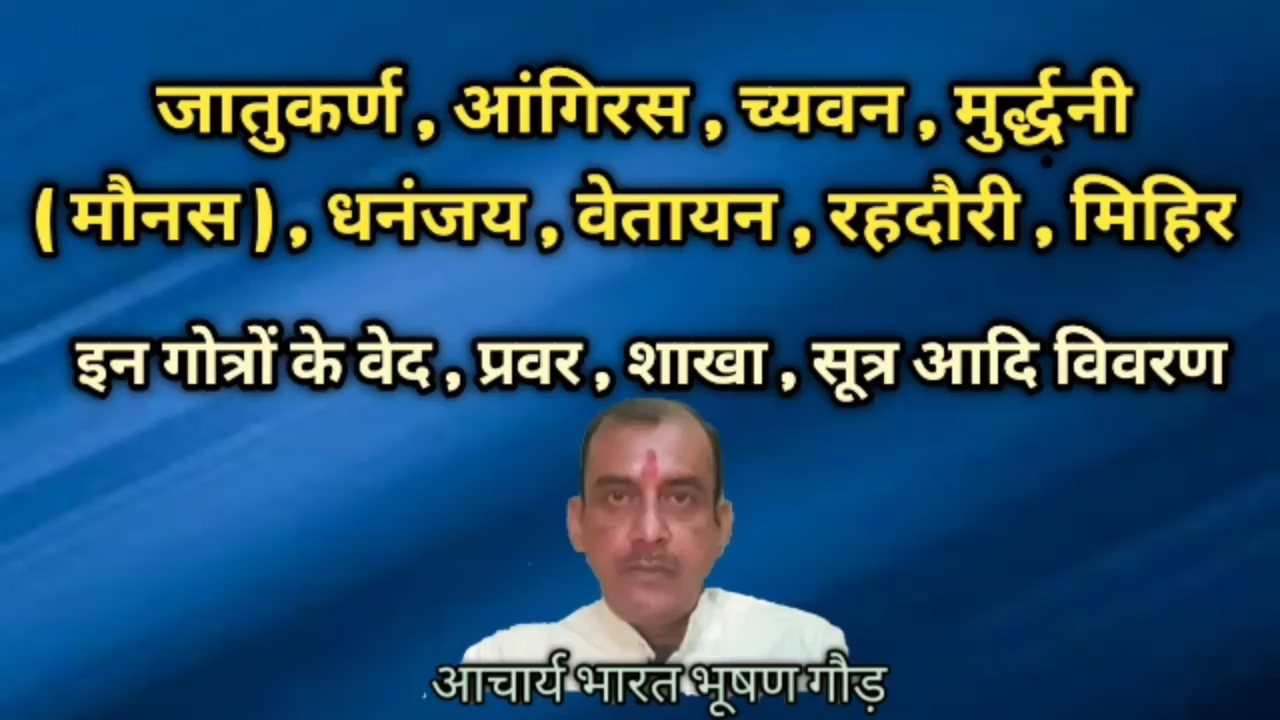 जातुकर्ण , आंगिरस , च्यवन , मुर्द्धनी
( मौनस ) , धनंजय , वेतायन , रहदौरी , मिहिर
इन गोत्रों के वेद , प्रवर , शाखा , सूत्र आदि विवरण
आचार्य भारत भूषण गौड़